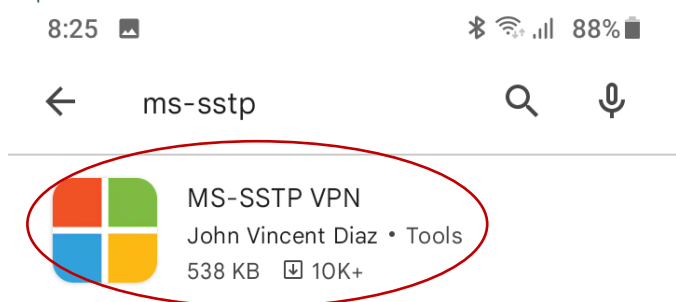 8:25 88%
ms-sstp
MS-SSTP VPN
John Vincent Diaz • Tools
538 KB 10K+